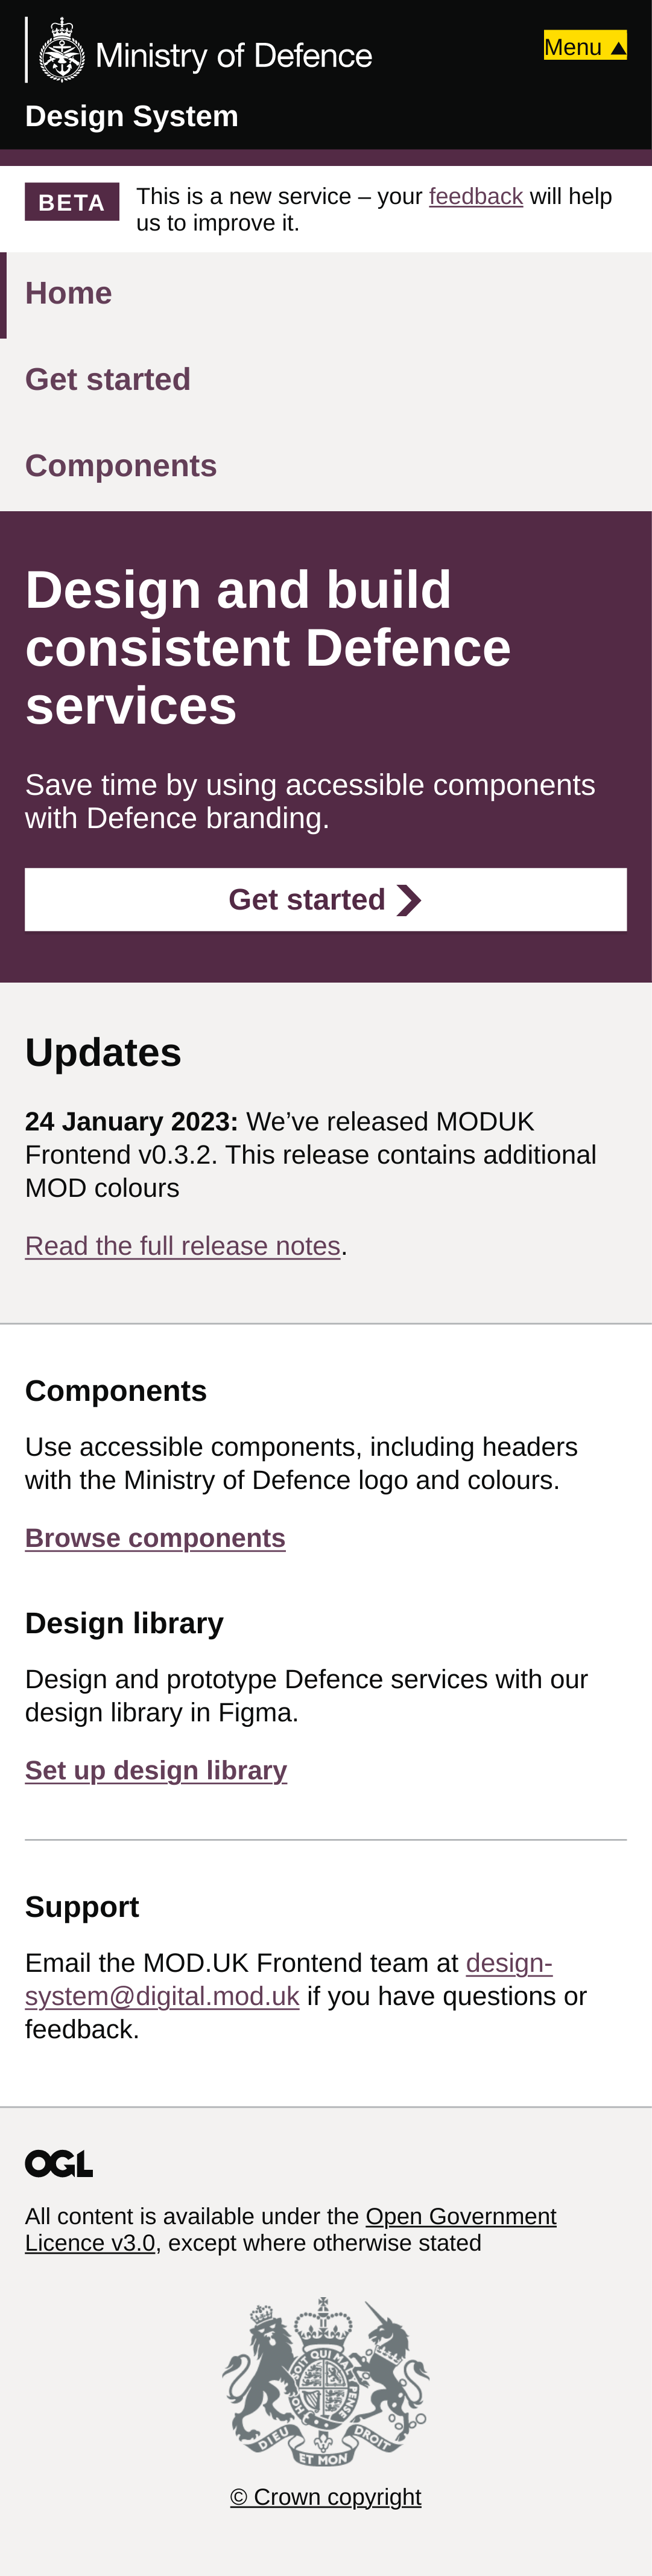 Ministry of Defence
Menu ▲
Design System
BETA
This is a new service – your feedback will help
us to improve it.
Home
Get started
Components
Design and build
consistent Defence
services
Save time by using accessible components
with Defence branding.
Get started
Updates
24 January 2023: We’ve released MODUK
Frontend v0.3.2. This release contains additional
MOD colours
Read the full release notes.
Components
Use accessible components, including headers
with the Ministry of Defence logo and colours.
Browse components
Design library
Design and prototype Defence services with our
design library in Figma.
Set up design library
Support
Email the MOD.UK Frontend team at design-
system@digital.mod.uk if you have questions or
feedback.
OGL
All content is available under the Open Government
Licence v3.0, except where otherwise stated
DIEU ET MON DROIT
© Crown copyright